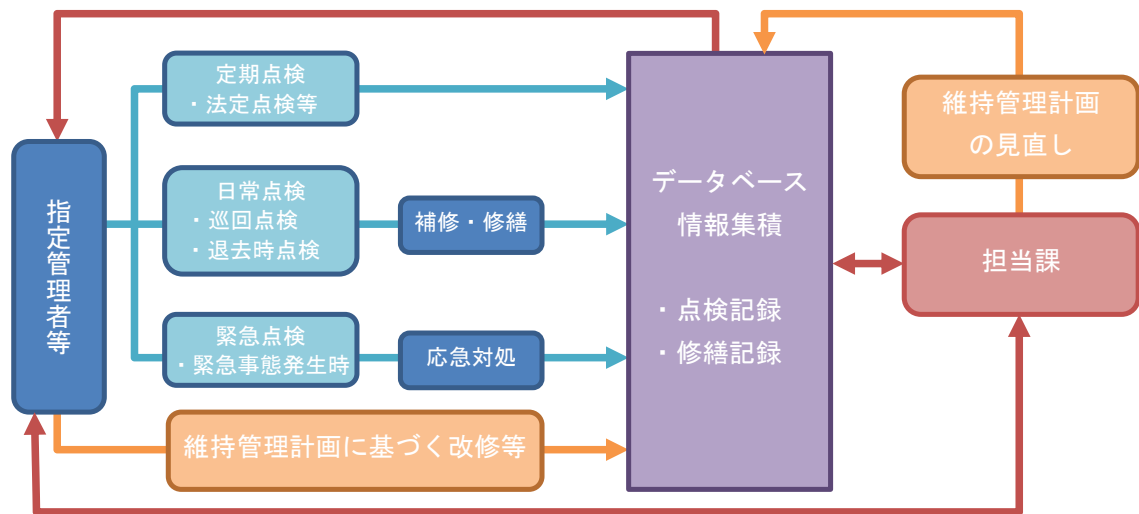 指定管理者等
定期点検
・法定点検等
日常点検
・巡回点検
・退去時点検
補修・修繕
緊急点検
・緊急事態発生時
応急対処
維持管理計画に基づく改修等
データベース
情報集積
・点検記録
・修繕記録
維持管理計画
の見直し
担当課